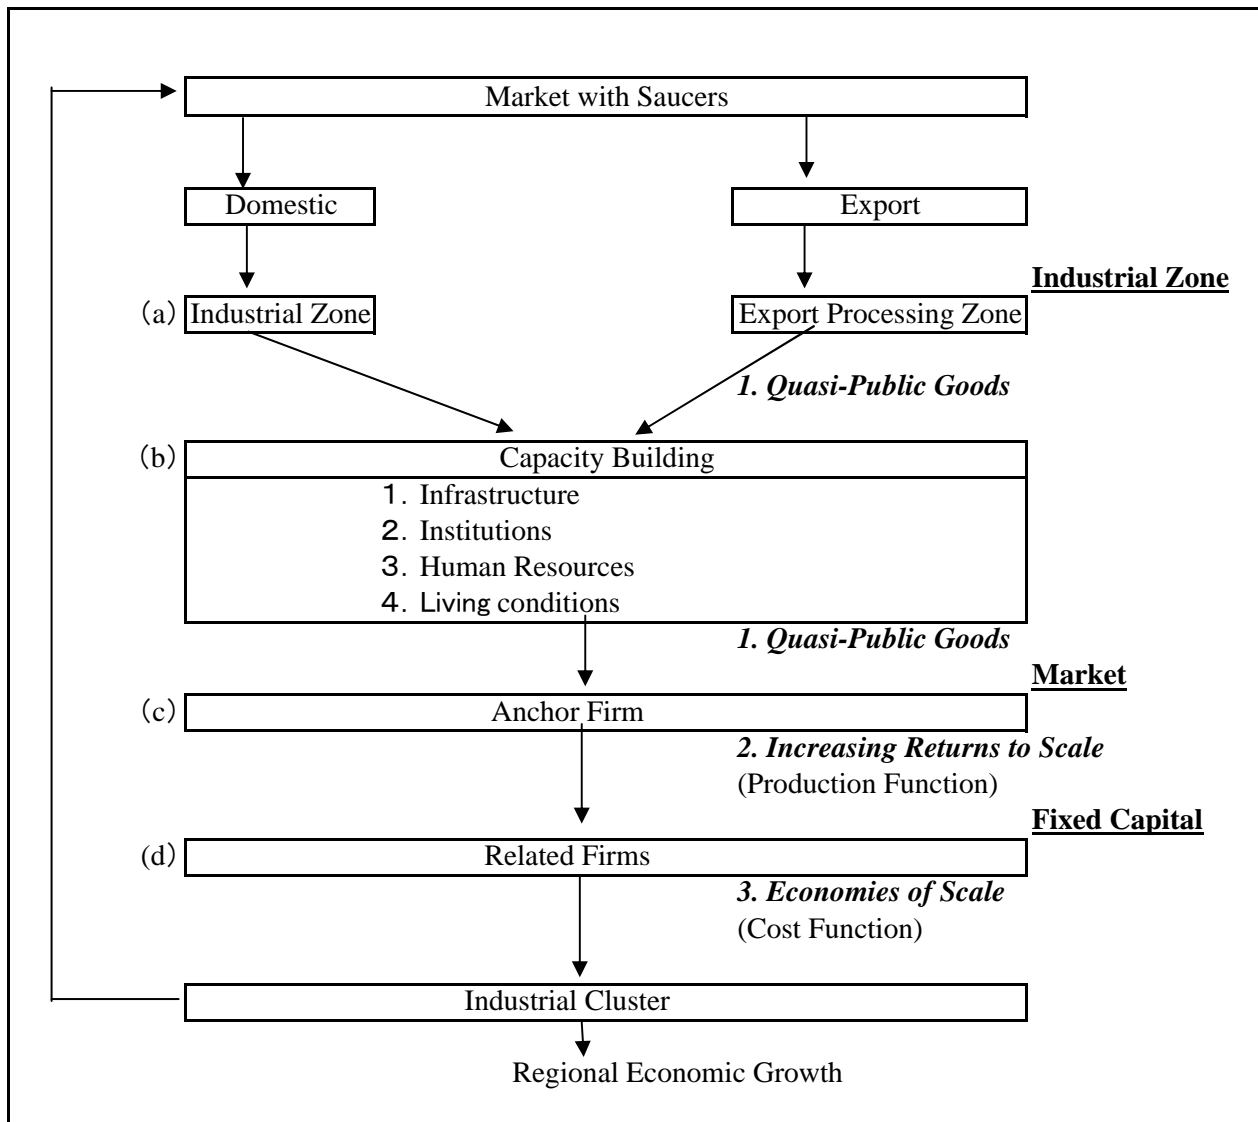 Market with Saucers
Domestic
Export
Industrial Zone
(a) Industrial Zone
Export Processing Zone
1. Quasi-Public Goods
(b) Capacity Building
1. Infrastructure
2. Institutions
3. Human Resources
4. Living conditions
1. Quasi-Public Goods
Market
(c) Anchor Firm
2. Increasing Returns to Scale
(Production Function)
Fixed Capital
(d) Related Firms
3. Economies of Scale
(Cost Function)
Industrial Cluster
Regional Economic Growth